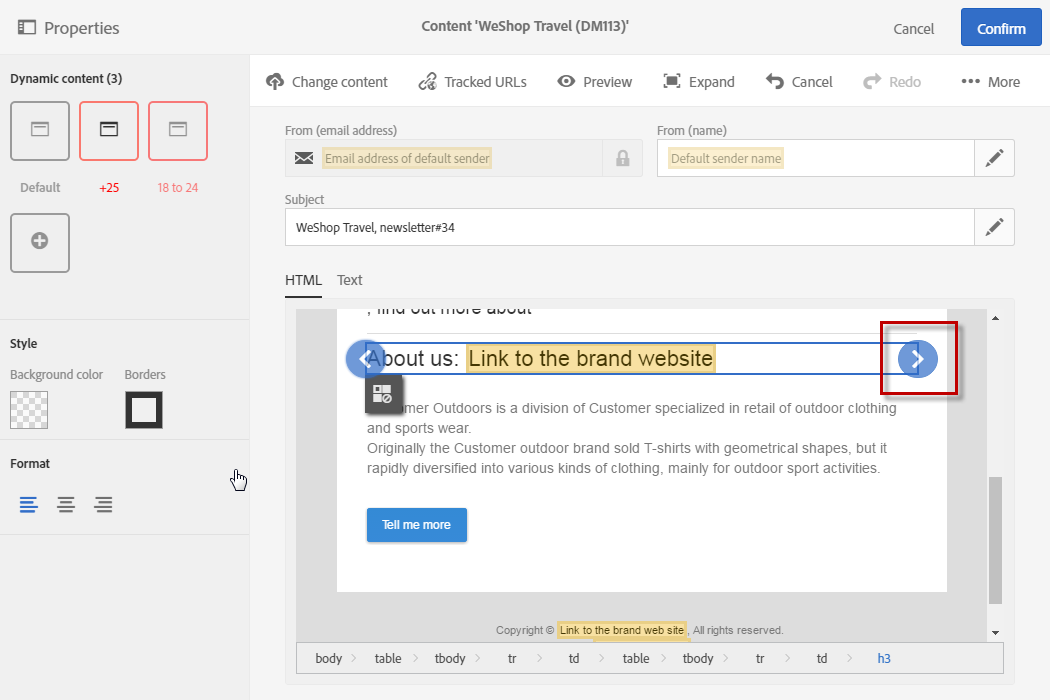 Properties
Content 'WeShop Travel (DM113)'
Cancel
Confirm
Dynamic content (3)
Default
+25
18 to 24
Style
Background color
Borders
Format
Change content
Tracked URLs
Preview
Expand
Cancel
Redo
More
From (email address)
Email address of default sender
From (name)
Default sender name
Subject
WeShop Travel, newsletter#34
HTML
Text
, find out more about
About us: Link to the brand website
omer Outdoors is a division of Customer specialized in retail of outdoor clothing
and sports wear.
Originally the Customer outdoor brand sold T-shirts with geometrical shapes, but it
rapidly diversified into various kinds of clothing, mainly for outdoor sport activities.
Tell me more
Copyright © Link to the brand web site , All rights reserved.
body table tbody tr td table tbody tr td h3